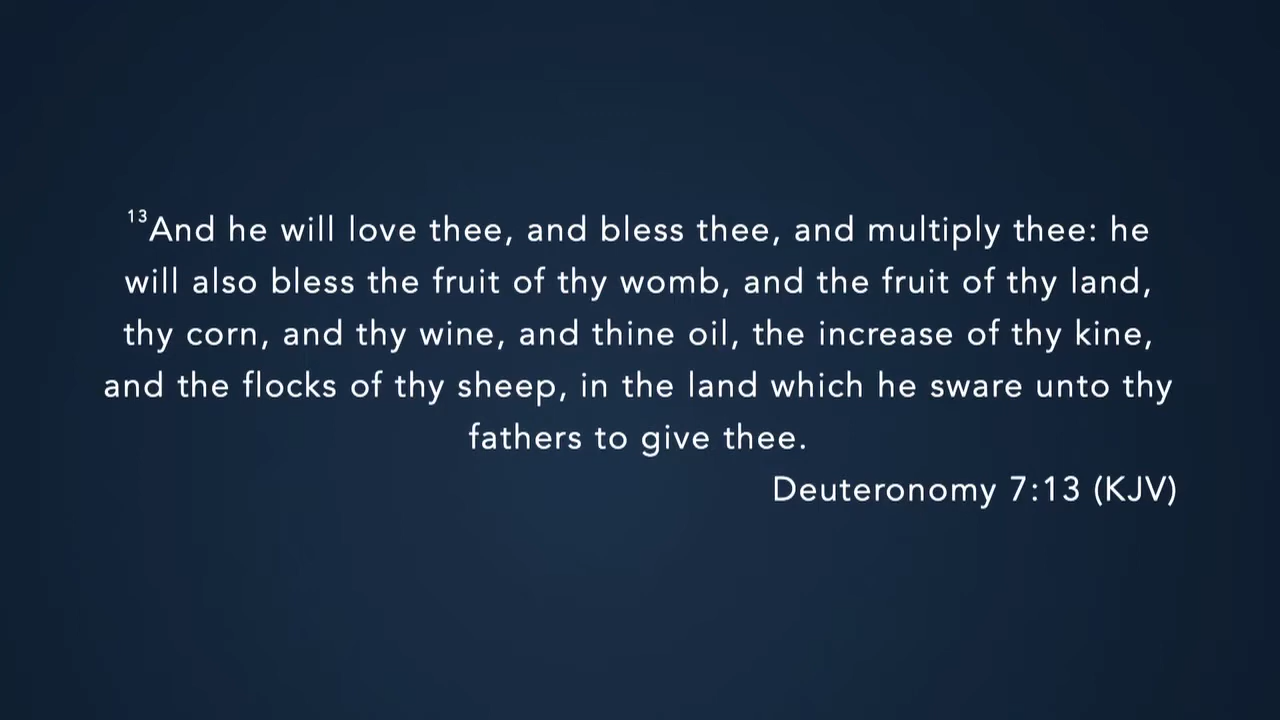 13And he will love thee, and bless thee, and multiply thee: he
will also bless the fruit of thy womb, and the fruit of thy land,
thy corn, and thy wine, and thine oil, the increase of thy kine,
and the flocks of thy sheep, in the land which he sware unto thy
fathers to give thee.
Deuteronomy 7:13 (KJV)